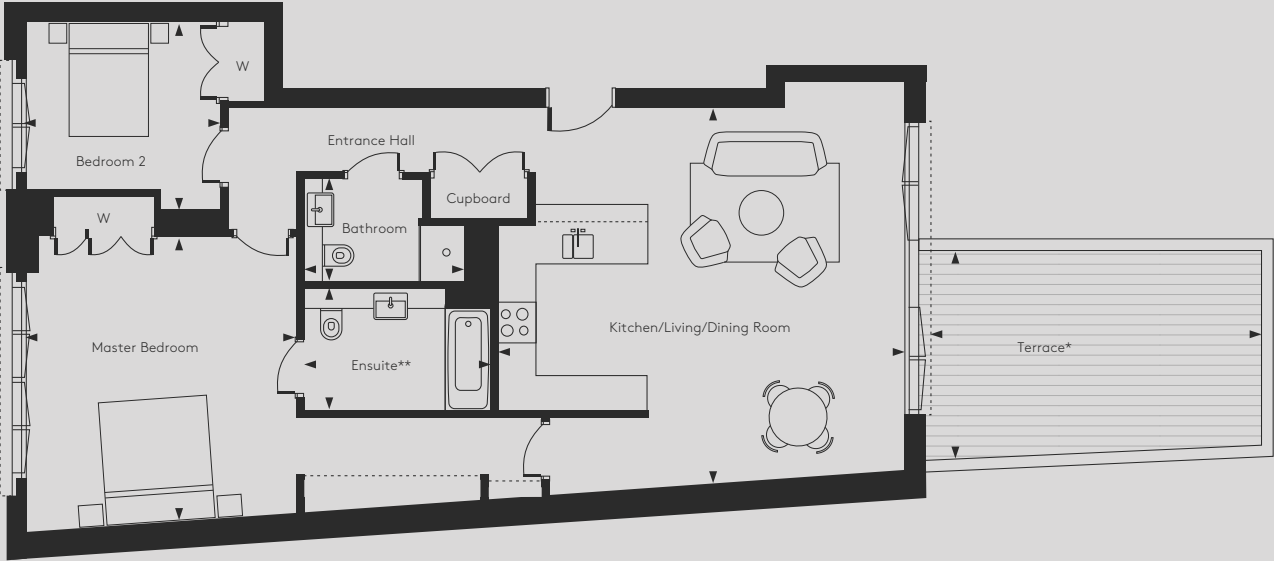 W
Entrance Hall
Bedroom 2
Cupboard
W
Bathroom
Kitchen/Living/Dining Room
Master Bedroom
Terrace*
Ensuite**